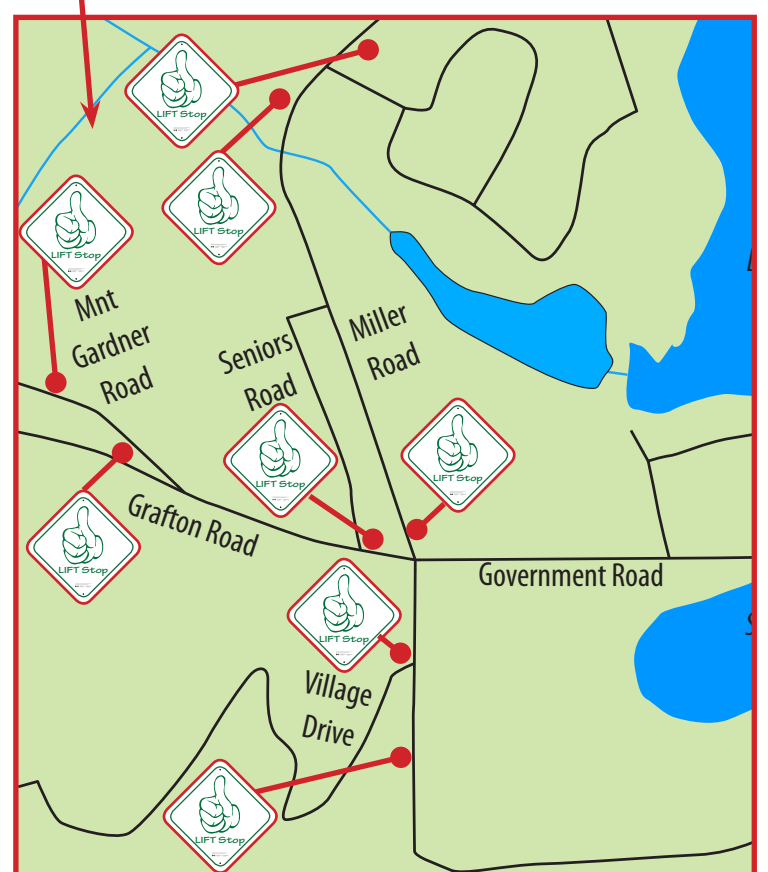 LIFT Stop
LIFT Stop
LIFT Stop
Mnt
Gardner
Road
Miller
Road
Seniors
Road
LIFT Stop
LIFT Stop
Grafton Road
LIFT Stop
Government Road
LIFT Stop
Village
Drive
LIFT Stop